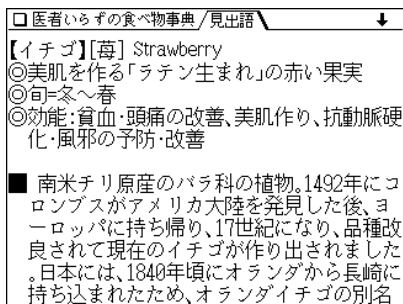 医者いらずの食べ物事典/見出語
【イチゴ】[苺] Strawberry
◎美肌を作る「ラテン生まれ」の赤い果実
◎旬=冬～春
◎効能:貧血・頭痛の改善、美肌作り、抗動脈硬
化・風邪の予防・改善
■ 南米チリ原産のバラ科の植物。1492年にコ
ロンブスがアメリカ大陸を発見した後、ヨ
ーロッパに持ち帰り、17世紀になり、品種改
良されて現在のイチゴが作り出されました
。日本には、1840年頃にオランダから長崎に
持ち込まれたため、オランダイチゴの別名